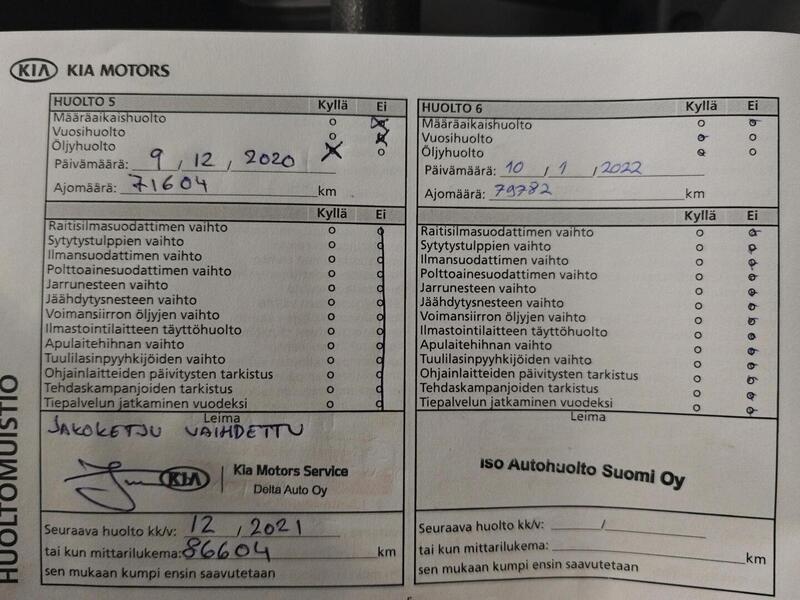 KIA KIA MOTORS
HUOLTO 5 Kyllä Ei
Määräaikaishuolto
Vuosihuolto
Öljyhuolto
Päivämäärä: 9 / 12 / 2020
Ajomäärä: 71604 km
Kyllä Ei
Raitisilmasuodattimen vaihto
Sytytystulppien vaihto
Ilmansuodattimen vaihto
Polttoainesuodattimen vaihto
Jarrunesteen vaihto
Jäähdytysnesteen vaihto
Voimansiirron öljyjen vaihto
Ilmastointilaitteen täyttöhuolto
Apulaitehihnan vaihto
Tuulilasinpyyhkijöiden vaihto
Ohjainlaitteiden päivitysten tarkistus
Tehdaskampanjoiden tarkistus
Tiepalvelun jatkaminen vuodeksi
Leima
JAKOKETJU VAIHDETTU
KIA Kia Motors Service
Delta Auto Oy
Seuraava huolto kk/v: 12 / 2021
tai kun mittarilukema: 86604 km
sen mukaan kumpi ensin saavutetaan
HUOLTO 6 Kyllä Ei
Määräaikaishuolto
Vuosihuolto
Öljyhuolto
Päivämäärä: 10 / 1 / 2022
Ajomäärä: 79782 km
Kyllä Ei
Raitisilmasuodattimen vaihto
Sytytystulppien vaihto
Ilmansuodattimen vaihto
Polttoainesuodattimen vaihto
Jarrunesteen vaihto
Jäähdytysnesteen vaihto
Voimansiirron öljyjen vaihto
Ilmastointilaitteen täyttöhuolto
Apulaitehihnan vaihto
Tuulilasinpyyhkijöiden vaihto
Ohjainlaitteiden päivitysten tarkistus
Tehdaskampanjoiden tarkistus
Tiepalvelun jatkaminen vuodeksi
Leima
Iso Autohuolto Suomi Oy
Seuraava huolto kk/v: /
tai kun mittarilukema: km
sen mukaan kumpi ensin saavutetaan
HUOLTOMUISTIO